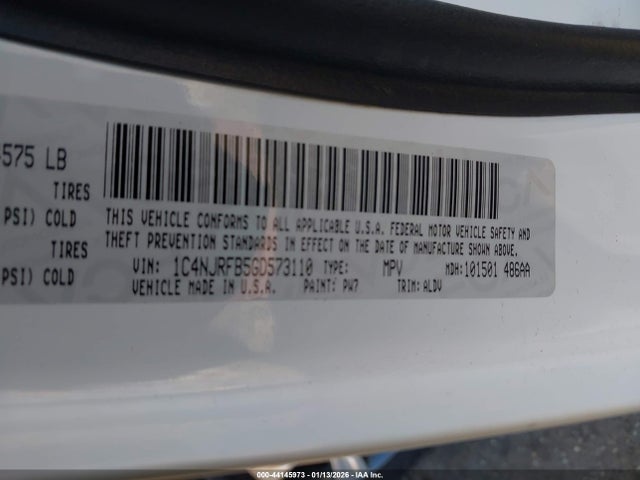 575 LB
TIRES
PSI) COLD
TIRES
PSI) COLD
THIS VEHICLE CONFORMS TO ALL APPLICABLE U.S.A. FEDERAL MOTOR VEHICLE SAFETY AND
THEFT PREVENTION STANDARDS IN EFFECT ON THE DATE OF MANUFACTURE SHOWN ABOVE.
VIN: 1C4NJRFB5GD573110 TYPE: MPV MDH: 101501 486AA
VEHICLE MADE IN U.S.A. PAINT: PW7 TRIM: ALDV
000-44145973 - 01/13/2026 - IAAI.COM